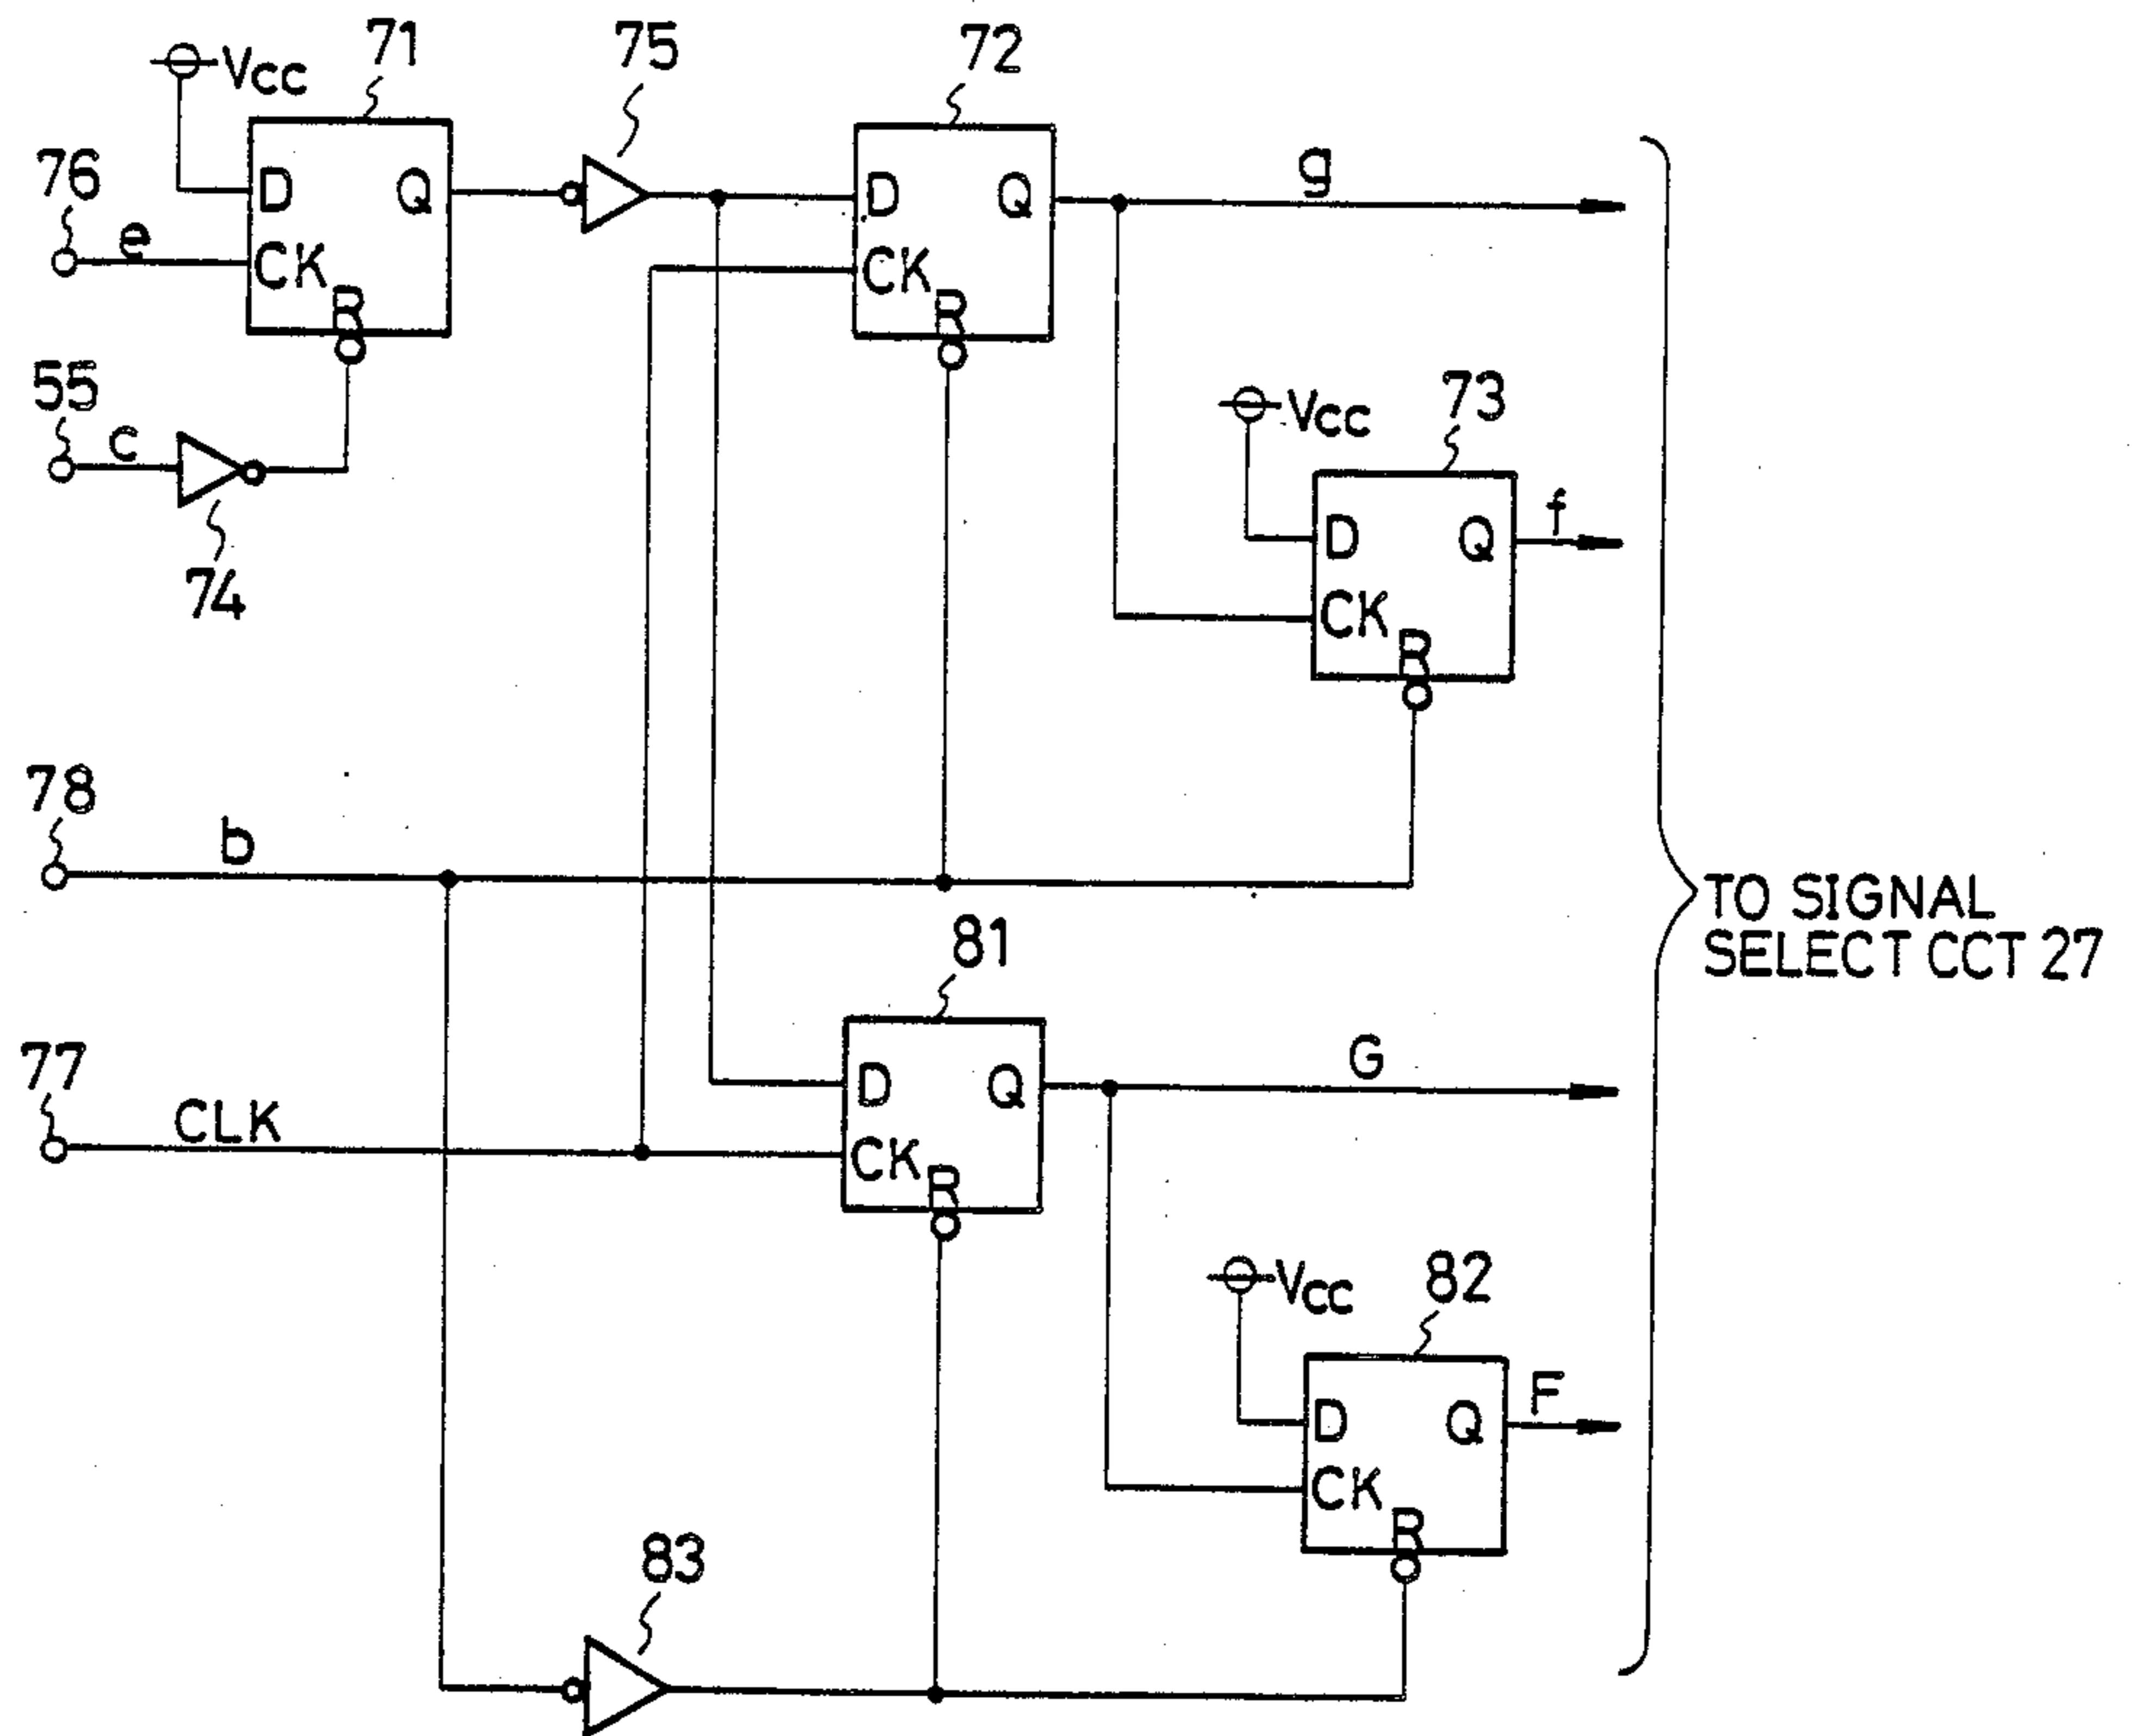 71
75
72
VCC
76
D
Q
D
Q
g
e
CK
CK
R
R
55
c
VCC
73
D
Q
f
74
CK
R
78
b
TO SIGNAL
SELECT CCT 27
81
77
D
Q
G
CLK
CK
R
VCC
82
D
Q
F
CK
R
83